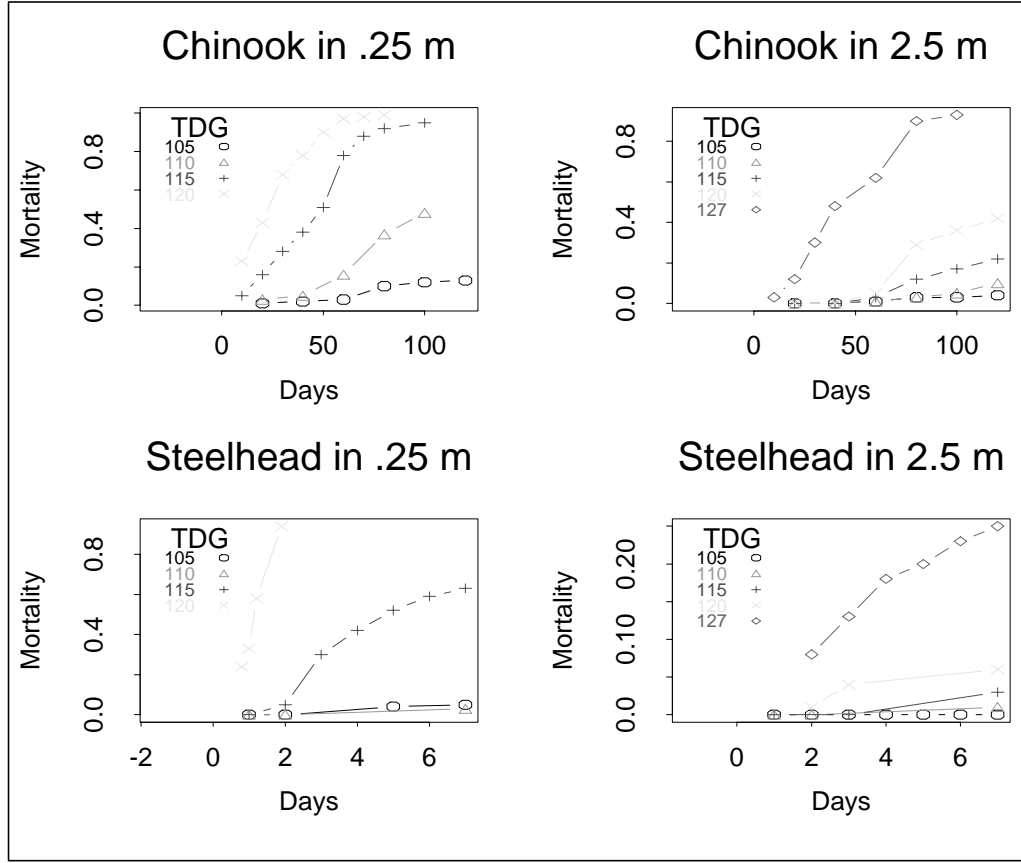 Chinook in .25 m
Mortality
0.0 0.4 0.8
TDG
105
110
115
120
0 50 100
Days
Chinook in 2.5 m
Mortality
0.0 0.4 0.8
TDG
105
110
115
120
127
0 50 100
Days
Steelhead in .25 m
Mortality
0.0 0.4 0.8
TDG
105
110
115
120
-2 0 2 4 6
Days
Steelhead in 2.5 m
Mortality
0.0 0.10 0.20
TDG
105
110
115
120
127
0 2 4 6
Days